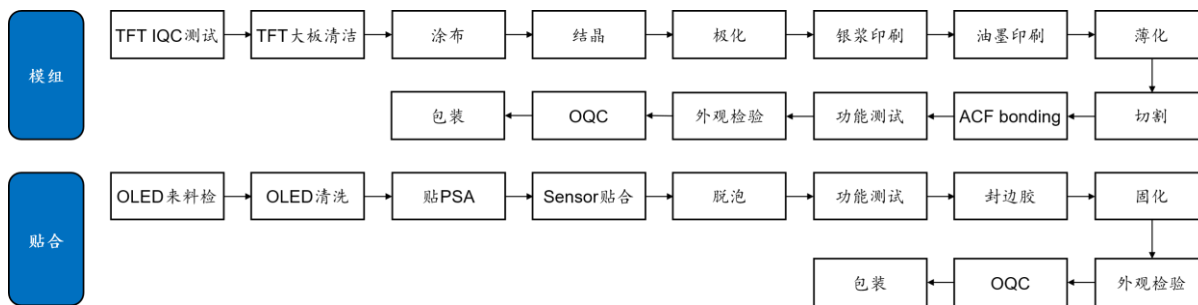 模组
TFT IQC测试
TFT大板清洁
涂布
结晶
极化
银浆印刷
油墨印刷
薄化
切割
ACF bonding
功能测试
外观检验
OQC
包装
贴合
OLED来料检
OLED清洗
贴PSA
Sensor贴合
脱泡
功能测试
封边胶
固化
外观检验
OQC
包装